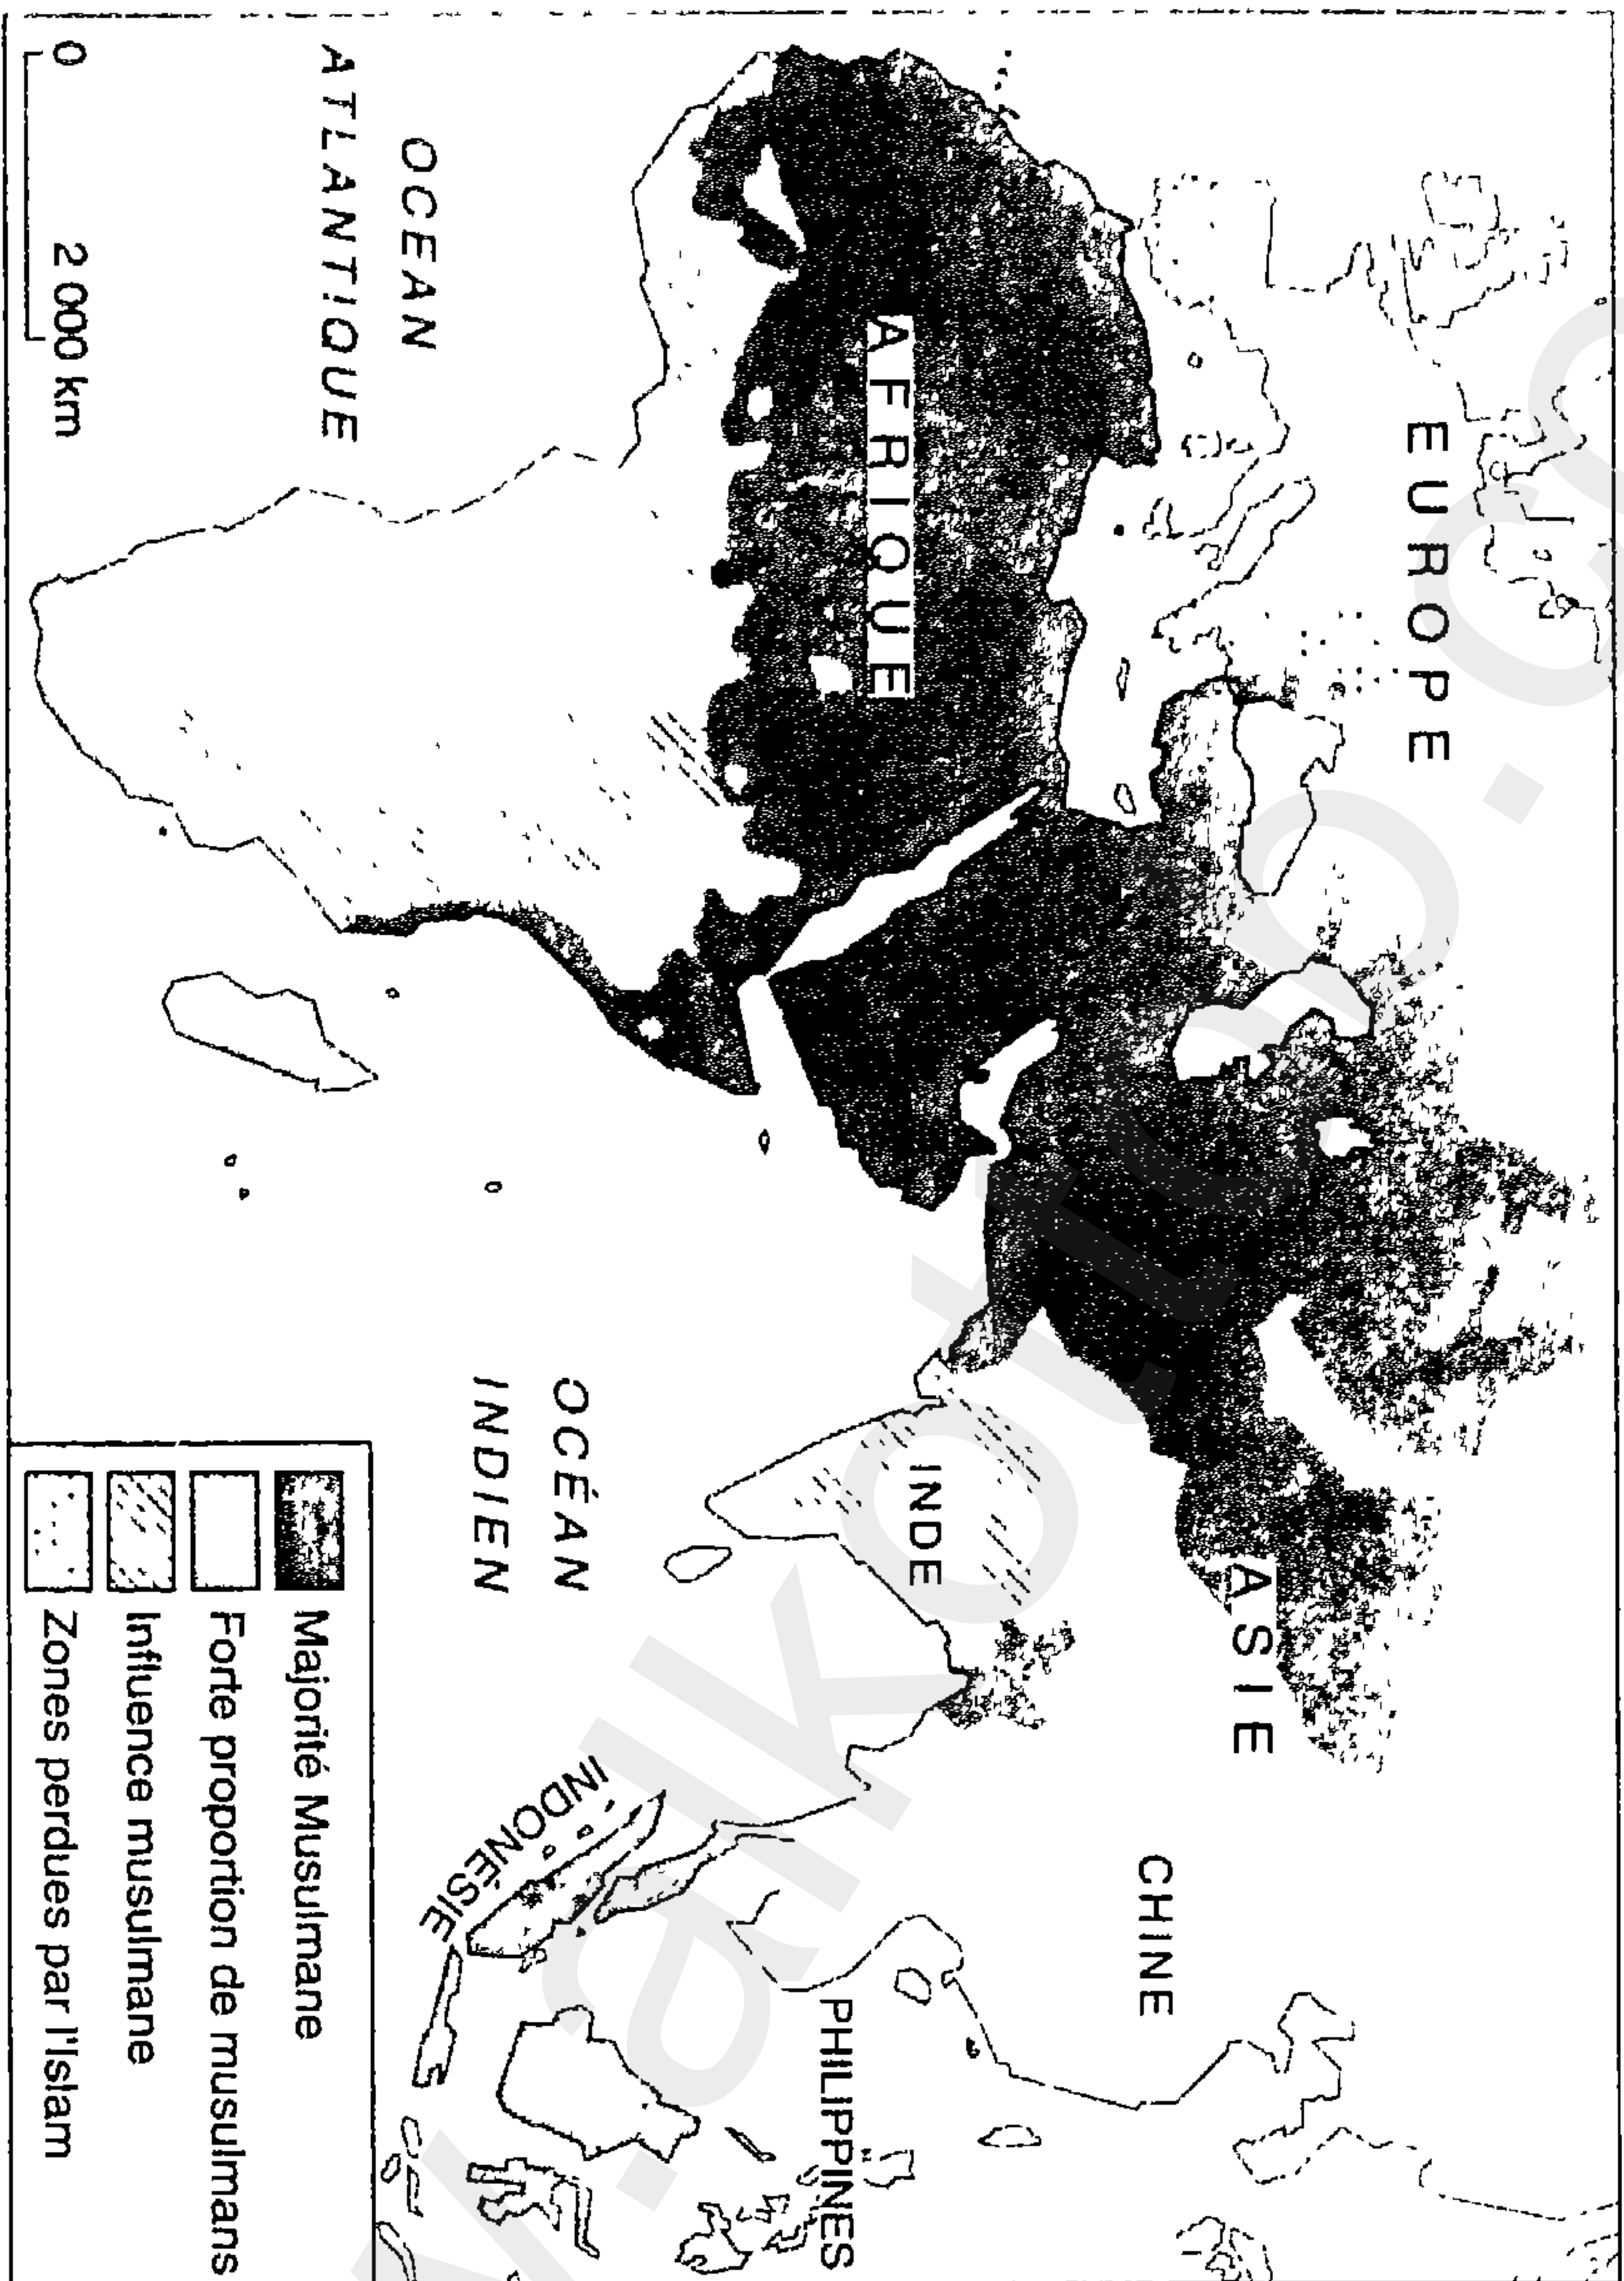 EUROPE
ASIE
CHINE
AFRIQUE
INDE
PHILIPPINES
OCEAN
ATLANTIQUE
OCÉAN
INDIEN
INDONÉSIE
0 2 000 km
Majorité Musulmane
Forte proportion de musulmans
Influence musulmane
Zones perdues par l'Islam